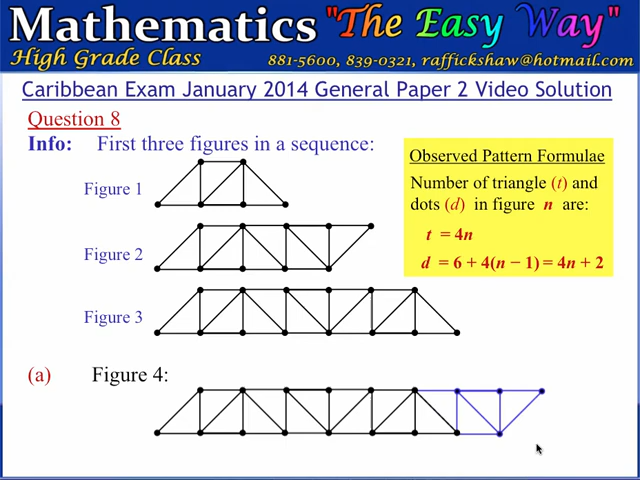 Mathematics "The Easy Way"
High Grade Class 881-5600, 839-0321, raffickshaw@hotmail.com
Caribbean Exam January 2014 General Paper 2 Video Solution
Question 8
Info: First three figures in a sequence:
Figure 1
Figure 2
Figure 3
Observed Pattern Formulae
Number of triangle (t) and
dots (d) in figure n are:
t = 4n
d = 6 + 4(n − 1) = 4n + 2
(a) Figure 4: